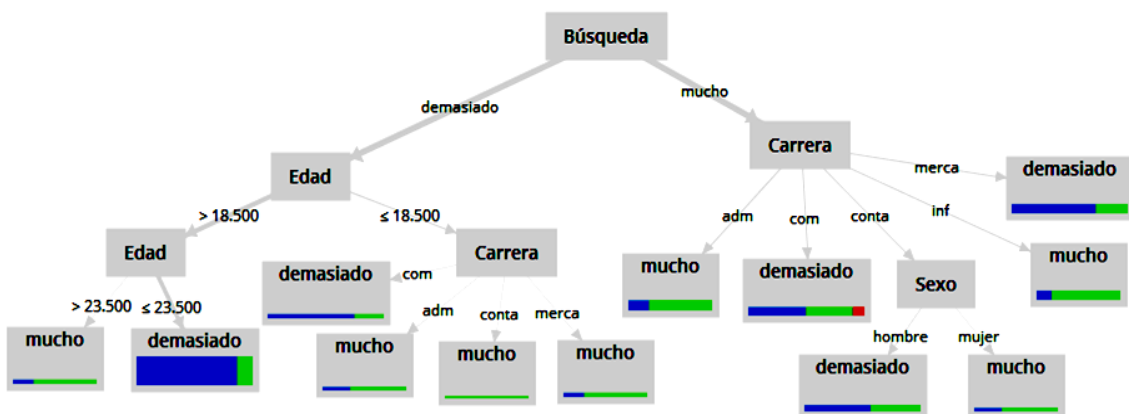 Búsqueda
demasiado
mucho
Carrera
Edad
merca
demasiado
> 18.500
≤ 18.500
adm
com
conta
inf
Edad
Carrera
mucho
demasiado
Sexo
mucho
demasiado
com
> 23.500
≤ 23.500
adm
conta
merca
hombre
mujer
mucho
demasiado
mucho
mucho
mucho
demasiado
mucho